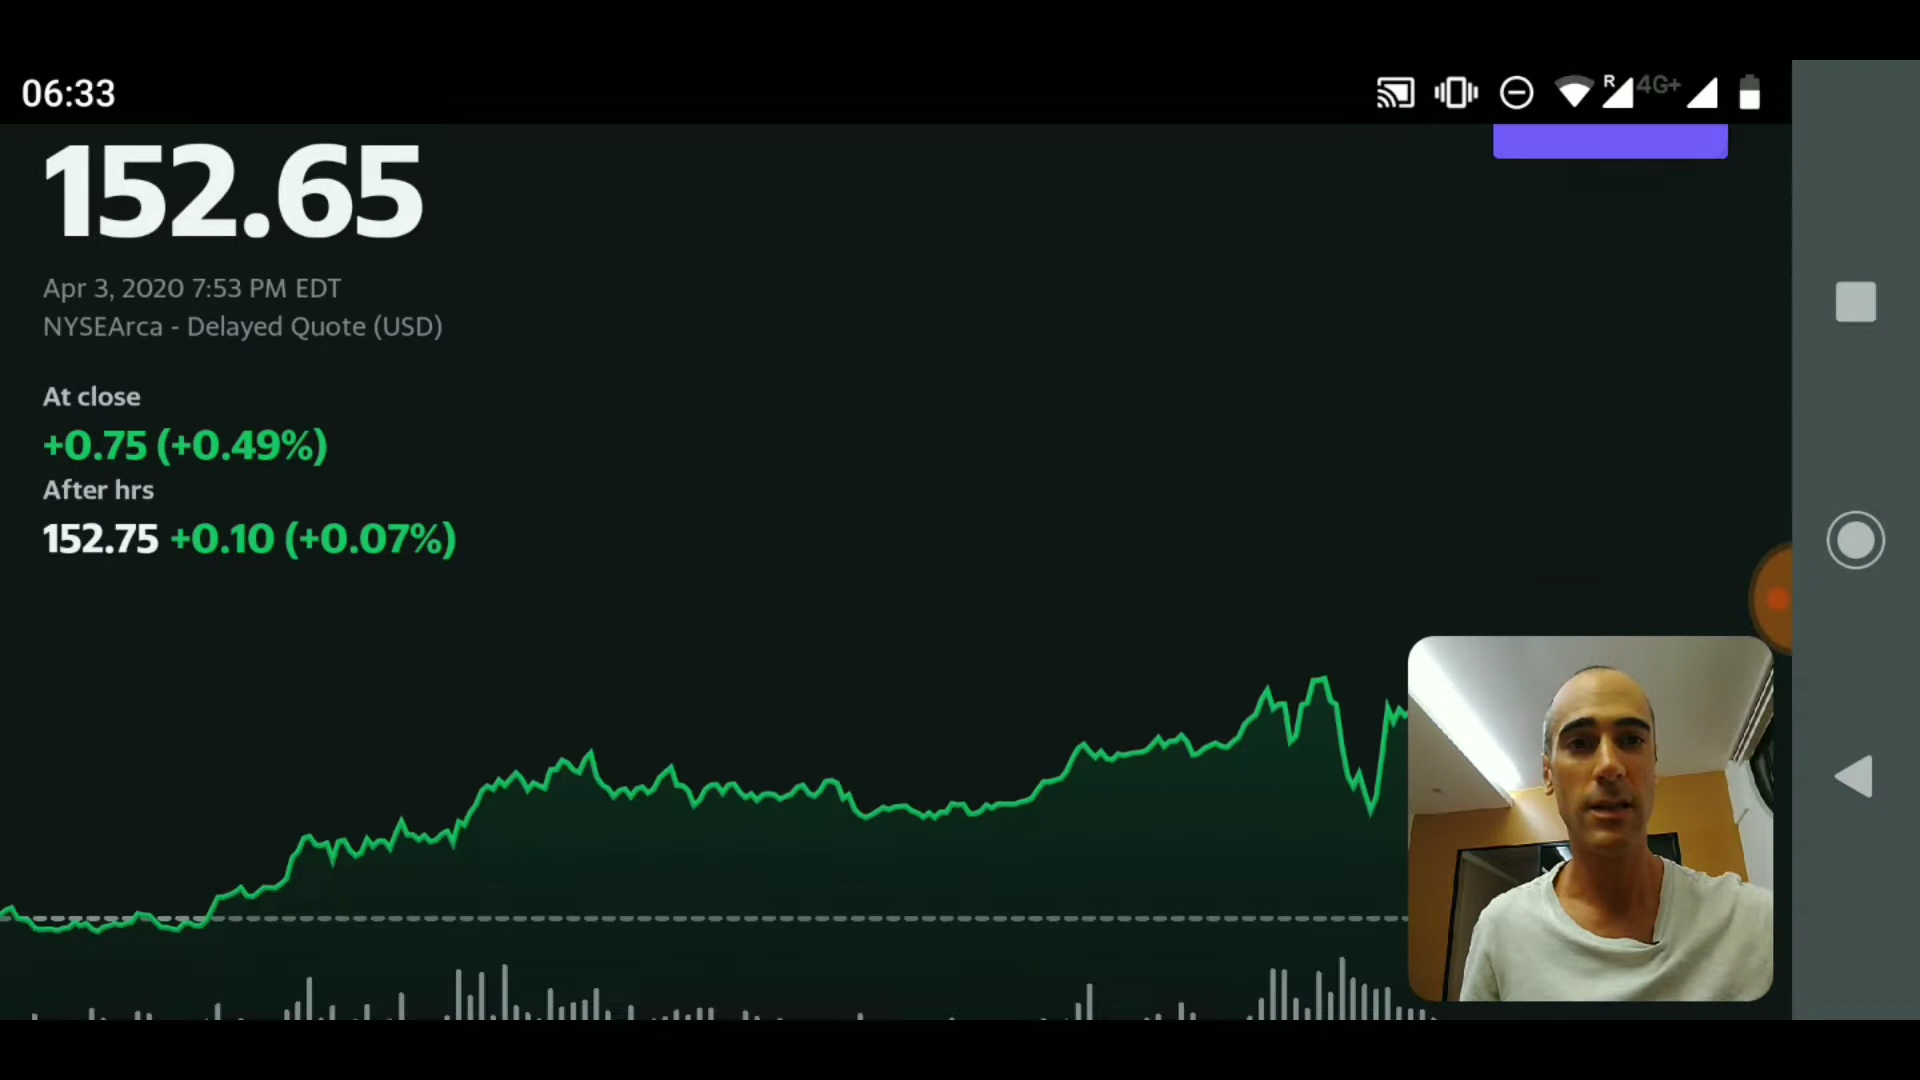 06:33
R 4G+
152.65
Apr 3, 2020 7:53 PM EDT
NYSEArca - Delayed Quote (USD)
At close
+0.75 (+0.49%)
After hrs
152.75 +0.10 (+0.07%)